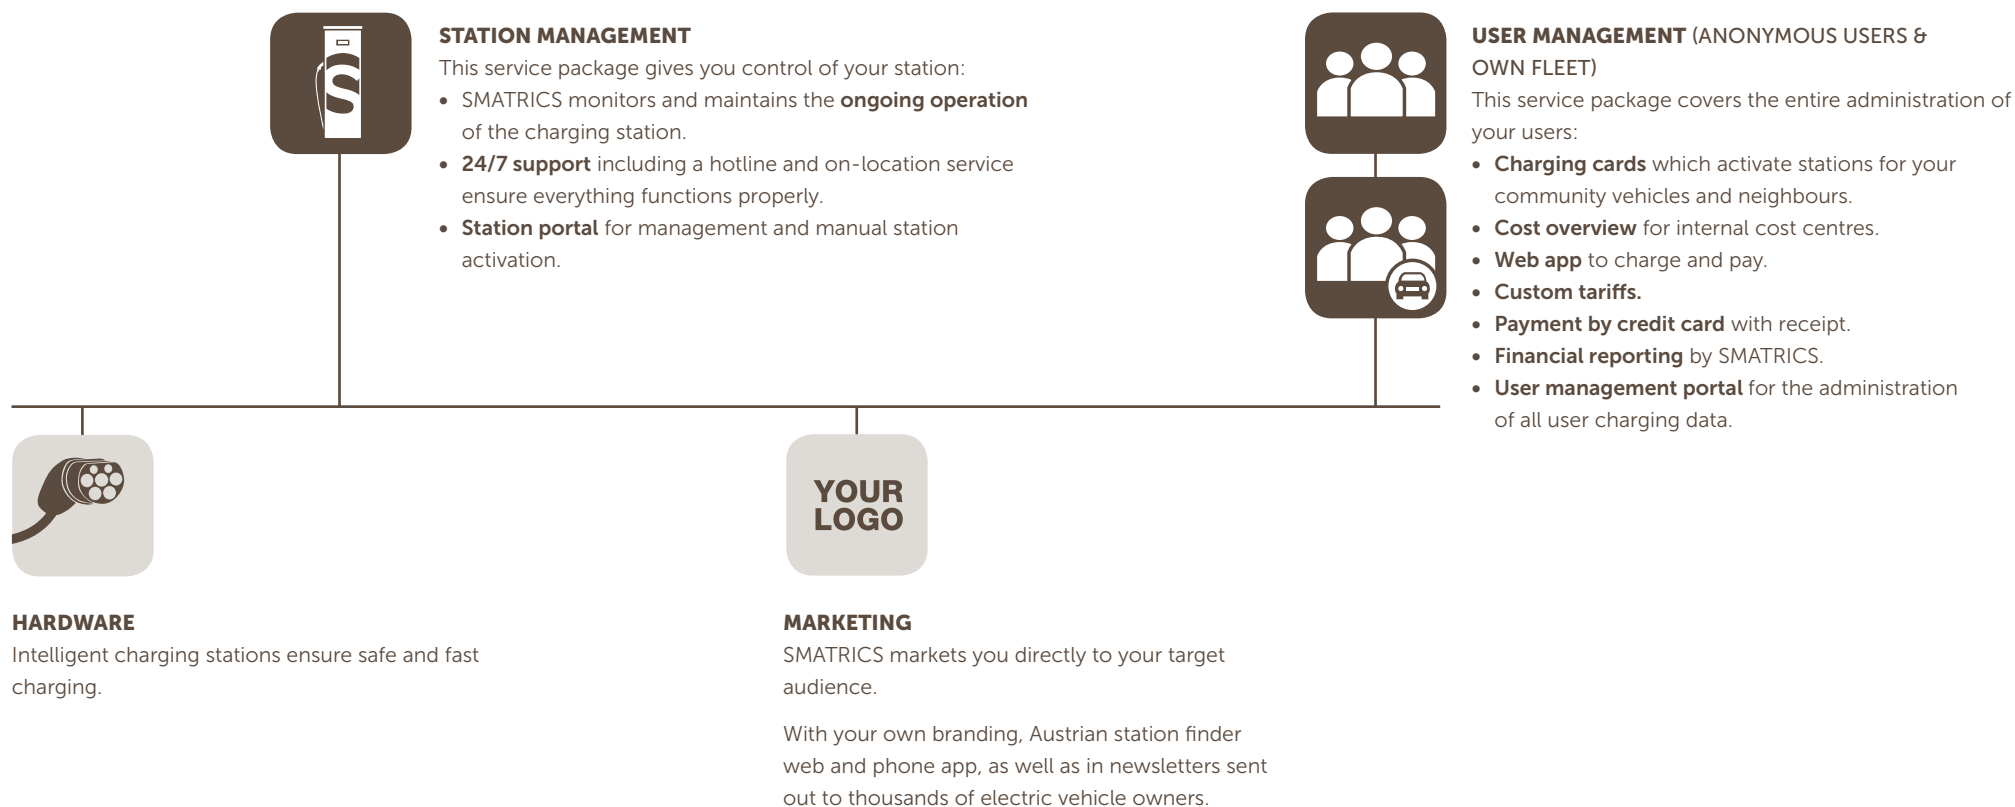 S
STATION MANAGEMENT
This service package gives you control of your station:
• SMATRICS monitors and maintains the ongoing operation
of the charging station.
• 24/7 support including a hotline and on-location service
ensure everything functions properly.
• Station portal for management and manual station
activation.
USER MANAGEMENT (ANONYMOUS USERS &
OWN FLEET)
This service package covers the entire administration of
your users:
• Charging cards which activate stations for your
community vehicles and neighbours.
• Cost overview for internal cost centres.
• Web app to charge and pay.
• Custom tariffs.
• Payment by credit card with receipt.
• Financial reporting by SMATRICS.
• User management portal for the administration
of all user charging data.
HARDWARE
Intelligent charging stations ensure safe and fast
charging.
YOUR
LOGO
MARKETING
SMATRICS markets you directly to your target
audience.
With your own branding, Austrian station finder
web and phone app, as well as in newsletters sent
out to thousands of electric vehicle owners.